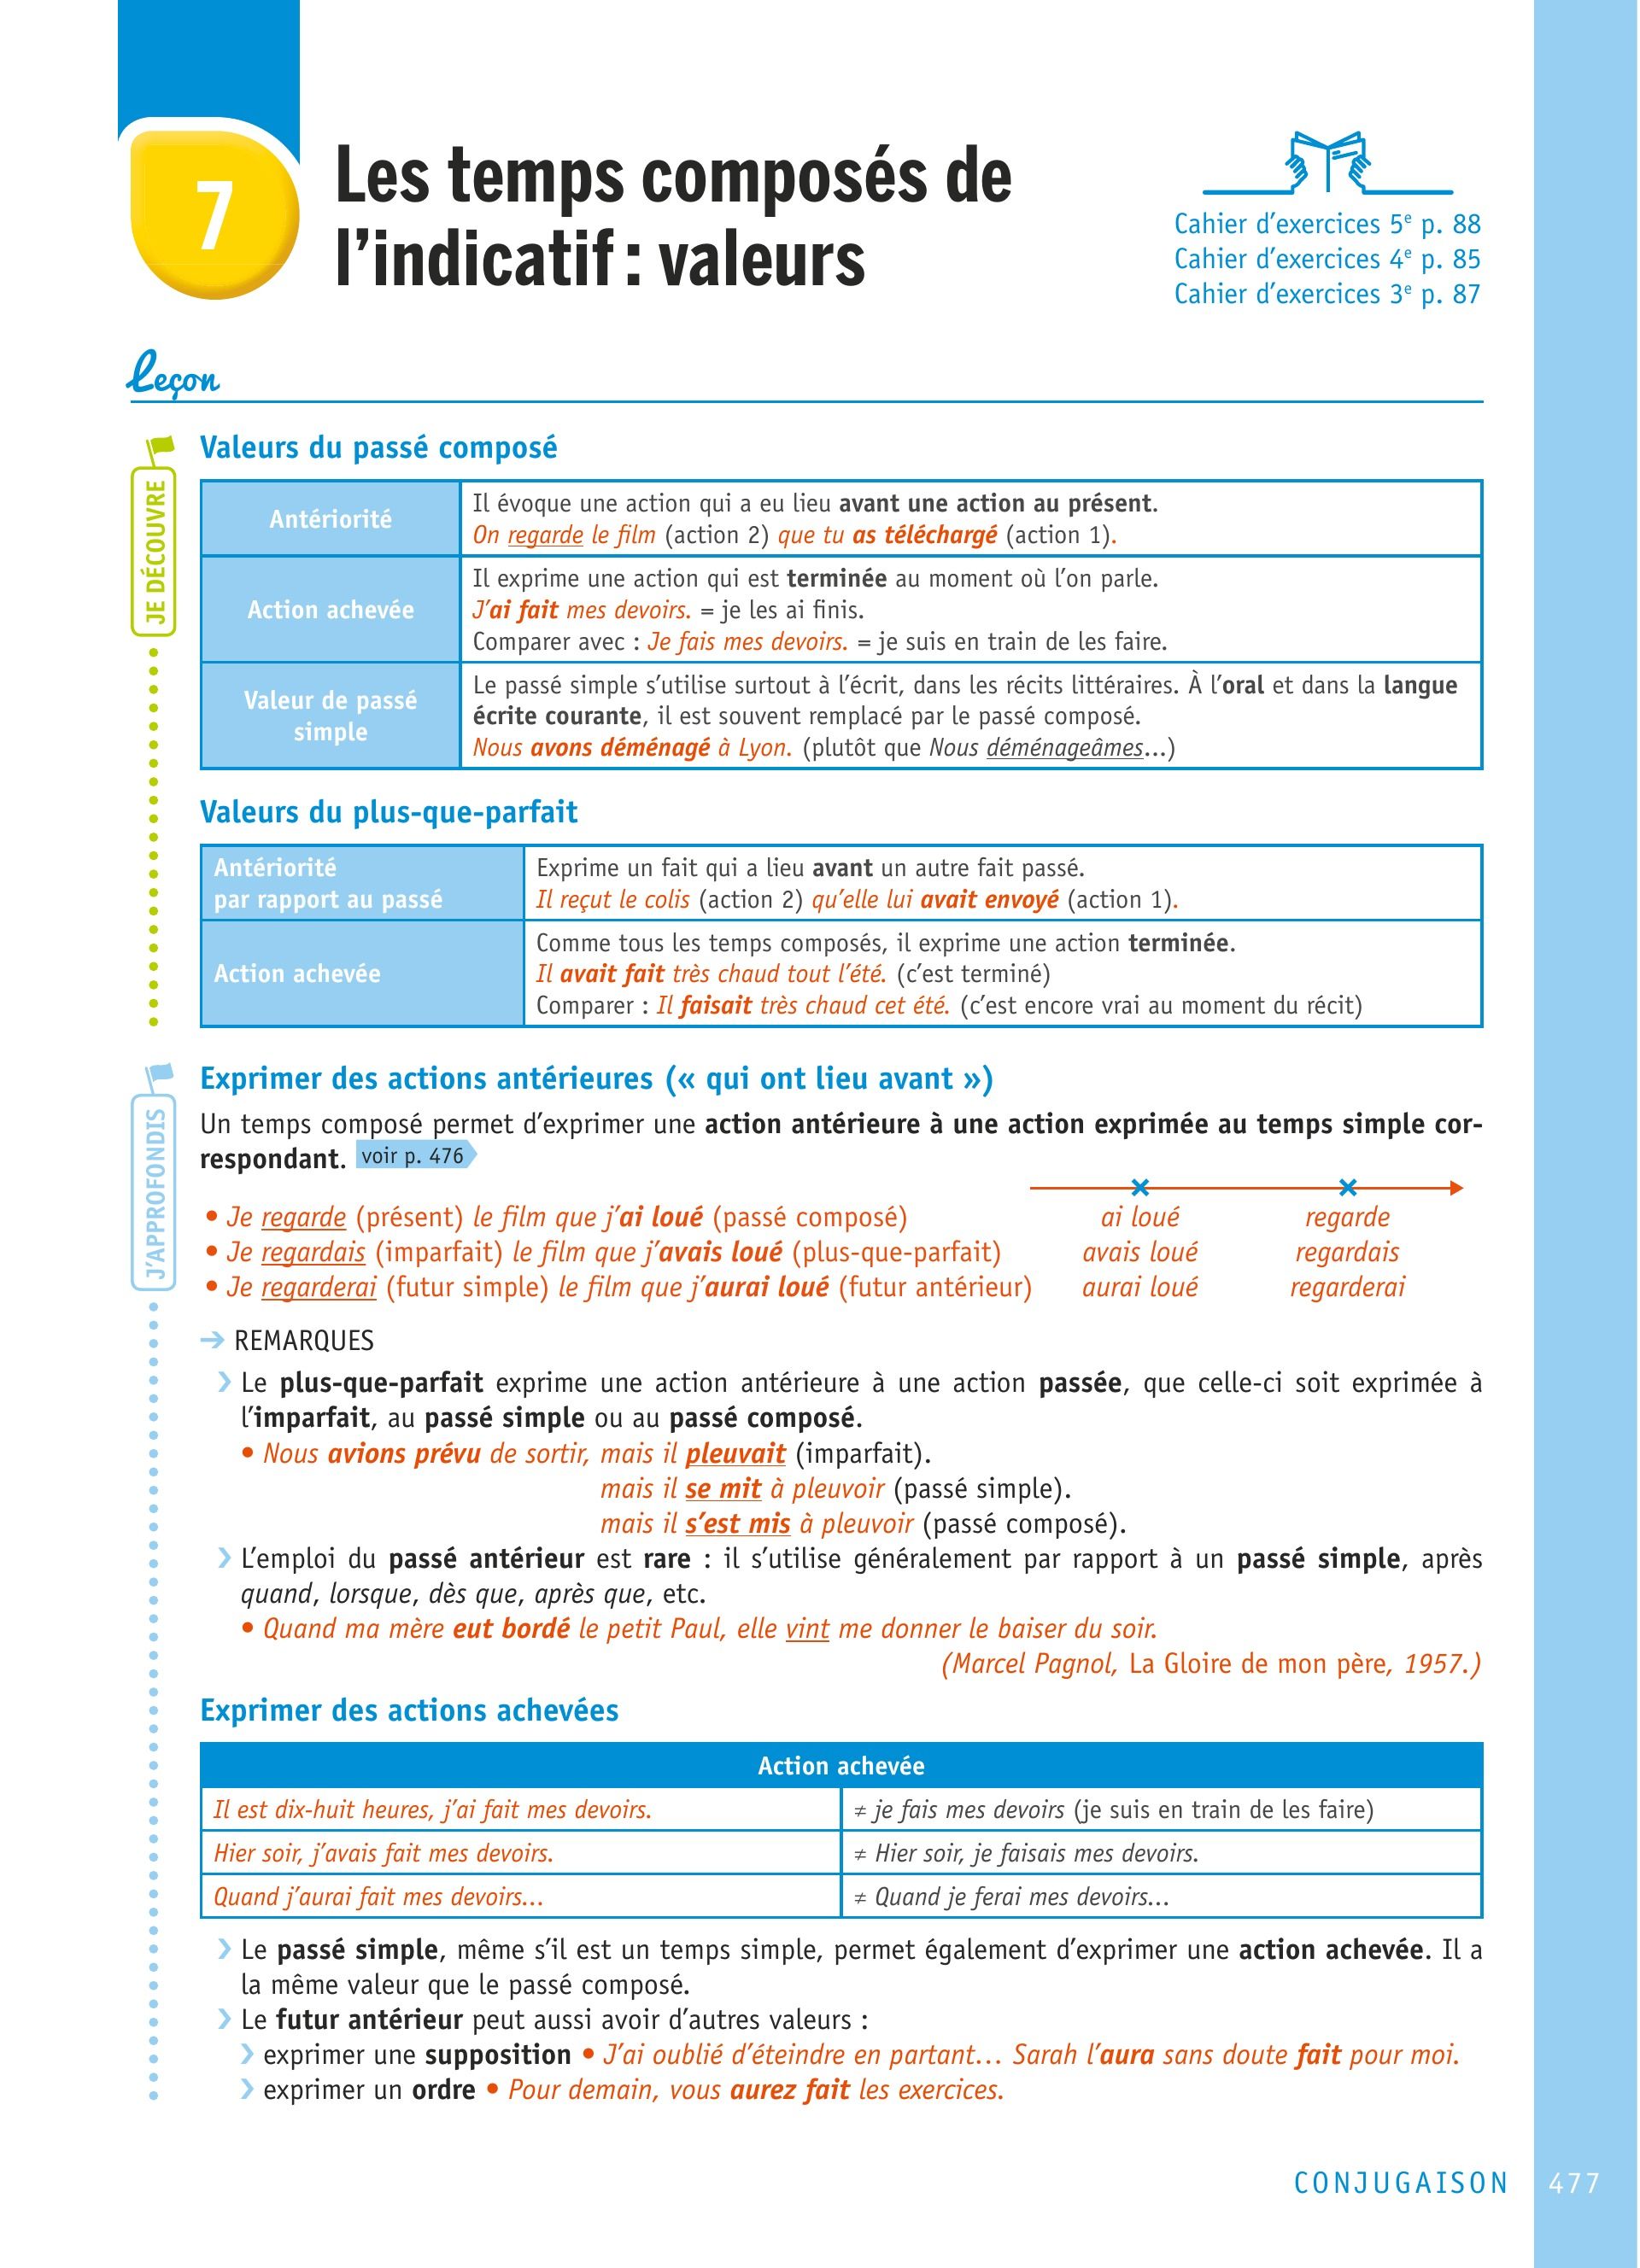 7
Les temps composés de
l’indicatif : valeurs
Cahier d’exercices 5e p. 88
Cahier d’exercices 4e p. 85
Cahier d’exercices 3e p. 87
Leçon
JE DÉCOUVRE
Valeurs du passé composé
Antériorité
Il évoque une action qui a eu lieu avant une action au présent.
On regarde le film (action 2) que tu as téléchargé (action 1).
Action achevée
Il exprime une action qui est terminée au moment où l’on parle.
J’ai fait mes devoirs. = je les ai finis.
Comparer avec : Je fais mes devoirs. = je suis en train de les faire.
Valeur de passé
simple
Le passé simple s’utilise surtout à l’écrit, dans les récits littéraires. À l’oral et dans la langue
écrite courante, il est souvent remplacé par le passé composé.
Nous avons déménagé à Lyon. (plutôt que Nous déménageâmes…)
Valeurs du plus-que-parfait
Antériorité
par rapport au passé
Exprime un fait qui a lieu avant un autre fait passé.
Il reçut le colis (action 2) qu’elle lui avait envoyé (action 1).
Action achevée
Comme tous les temps composés, il exprime une action terminée.
Il avait fait très chaud tout l’été. (c’est terminé)
Comparer : Il faisait très chaud cet été. (c’est encore vrai au moment du récit)
J’APPROFONDIS
Exprimer des actions antérieures (« qui ont lieu avant »)
Un temps composé permet d’exprimer une action antérieure à une action exprimée au temps simple cor-
respondant. voir p. 476
• Je regarde (présent) le film que j’ai loué (passé composé) ai loué regarde
• Je regardais (imparfait) le film que j’avais loué (plus-que-parfait) avais loué regardais
• Je regarderai (futur simple) le film que j’aurai loué (futur antérieur) aurai loué regarderai
➔ REMARQUES
› Le plus-que-parfait exprime une action antérieure à une action passée, que celle-ci soit exprimée à
l’imparfait, au passé simple ou au passé composé.
• Nous avions prévu de sortir, mais il pleuvait (imparfait).
mais il se mit à pleuvoir (passé simple).
mais il s’est mis à pleuvoir (passé composé).
› L’emploi du passé antérieur est rare : il s’utilise généralement par rapport à un passé simple, après
quand, lorsque, dès que, après que, etc.
• Quand ma mère eut bordé le petit Paul, elle vint me donner le baiser du soir.
(Marcel Pagnol, La Gloire de mon père, 1957.)
Exprimer des actions achevées
Action achevée
Il est dix-huit heures, j’ai fait mes devoirs.
≠ je fais mes devoirs (je suis en train de les faire)
Hier soir, j’avais fait mes devoirs.
≠ Hier soir, je faisais mes devoirs.
Quand j’aurai fait mes devoirs…
≠ Quand je ferai mes devoirs…
› Le passé simple, même s’il est un temps simple, permet également d’exprimer une action achevée. Il a
la même valeur que le passé composé.
› Le futur antérieur peut aussi avoir d’autres valeurs :
› exprimer une supposition • J’ai oublié d’éteindre en partant… Sarah l’aura sans doute fait pour moi.
› exprimer un ordre • Pour demain, vous aurez fait les exercices.
CONJUGAISON 477